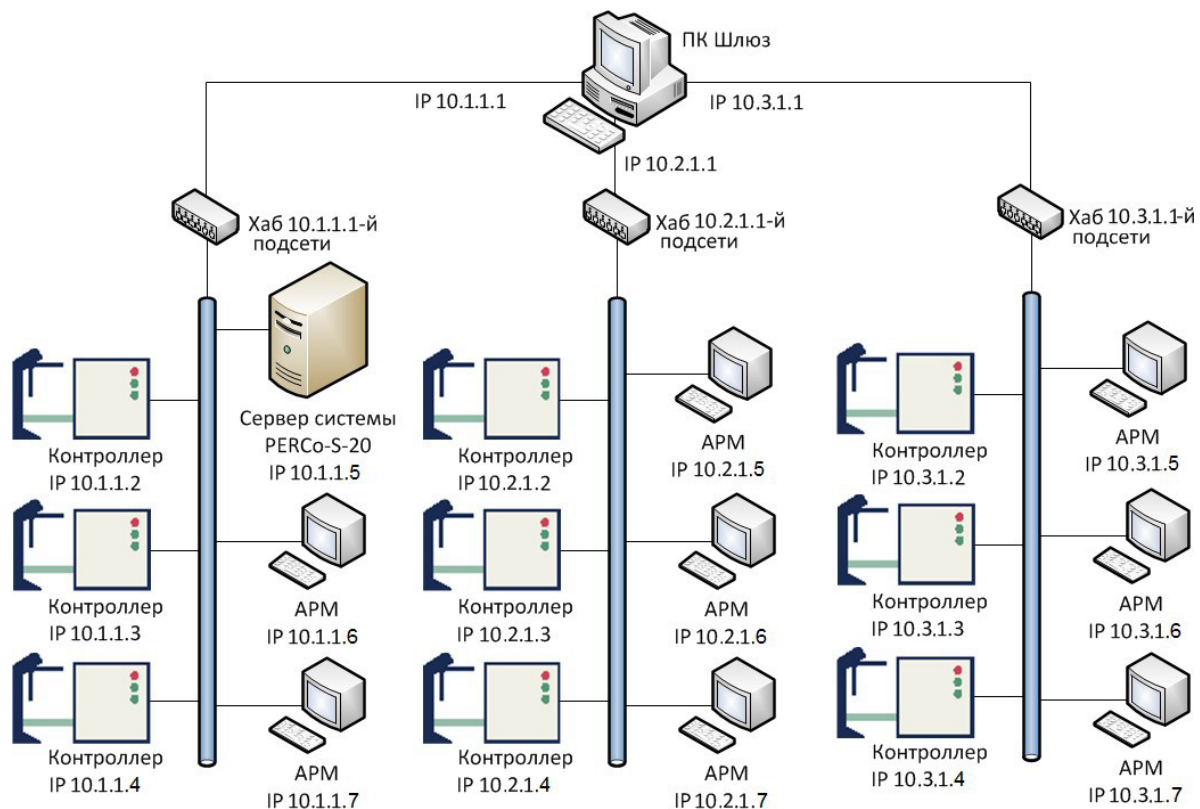 ПК Шлюз
IP 10.1.1.1
IP 10.3.1.1
IP 10.2.1.1
Хаб 10.1.1.1-й
подсети
Хаб 10.2.1.1-й
подсети
Хаб 10.3.1.1-й
подсети
Сервер системы
PERCo-S-20
IP 10.1.1.5
Контроллер
IP 10.1.1.2
Контроллер
IP 10.2.1.2
АРМ
IP 10.2.1.5
Контроллер
IP 10.3.1.2
АРМ
IP 10.3.1.5
Контроллер
IP 10.1.1.3
АРМ
IP 10.1.1.6
Контроллер
IP 10.2.1.3
АРМ
IP 10.2.1.6
Контроллер
IP 10.3.1.3
АРМ
IP 10.3.1.6
Контроллер
IP 10.1.1.4
АРМ
IP 10.1.1.7
Контроллер
IP 10.2.1.4
АРМ
IP 10.2.1.7
Контроллер
IP 10.3.1.4
АРМ
IP 10.3.1.7